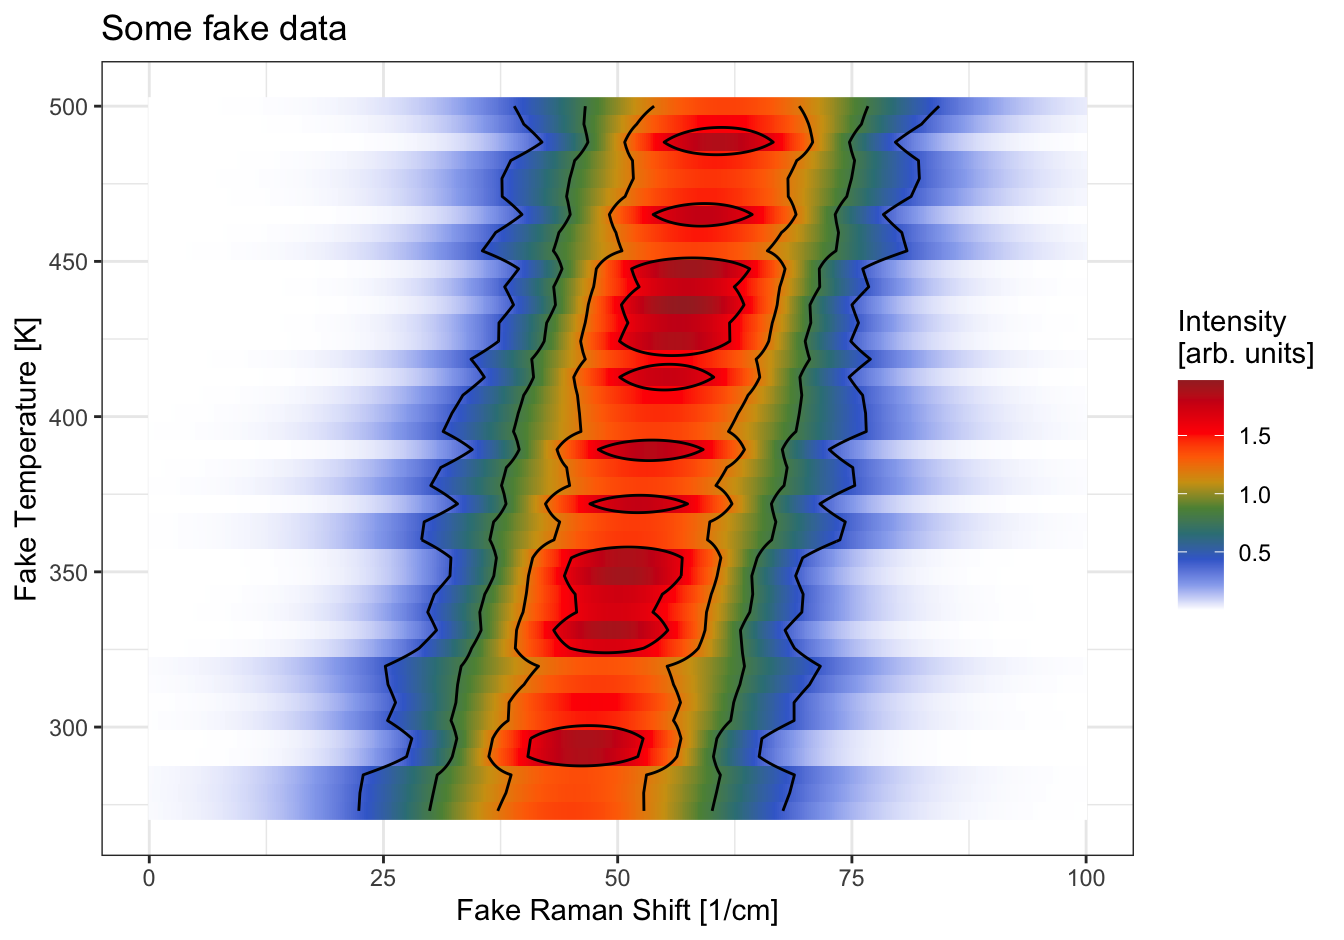 Some fake data
500
450
400
350
300
Fake Temperature [K]
0 25 50 75 100
Fake Raman Shift [1/cm]
Intensity
[arb. units]
1.5
1.0
0.5